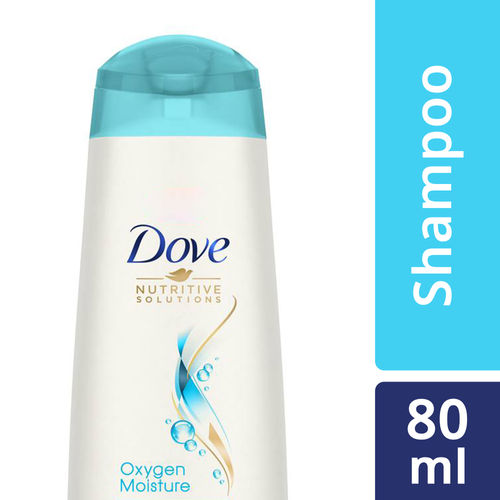 Dove
NUTRITIVE
SOLUTIONS
Oxygen
Moisture
Shampoo
80
ml